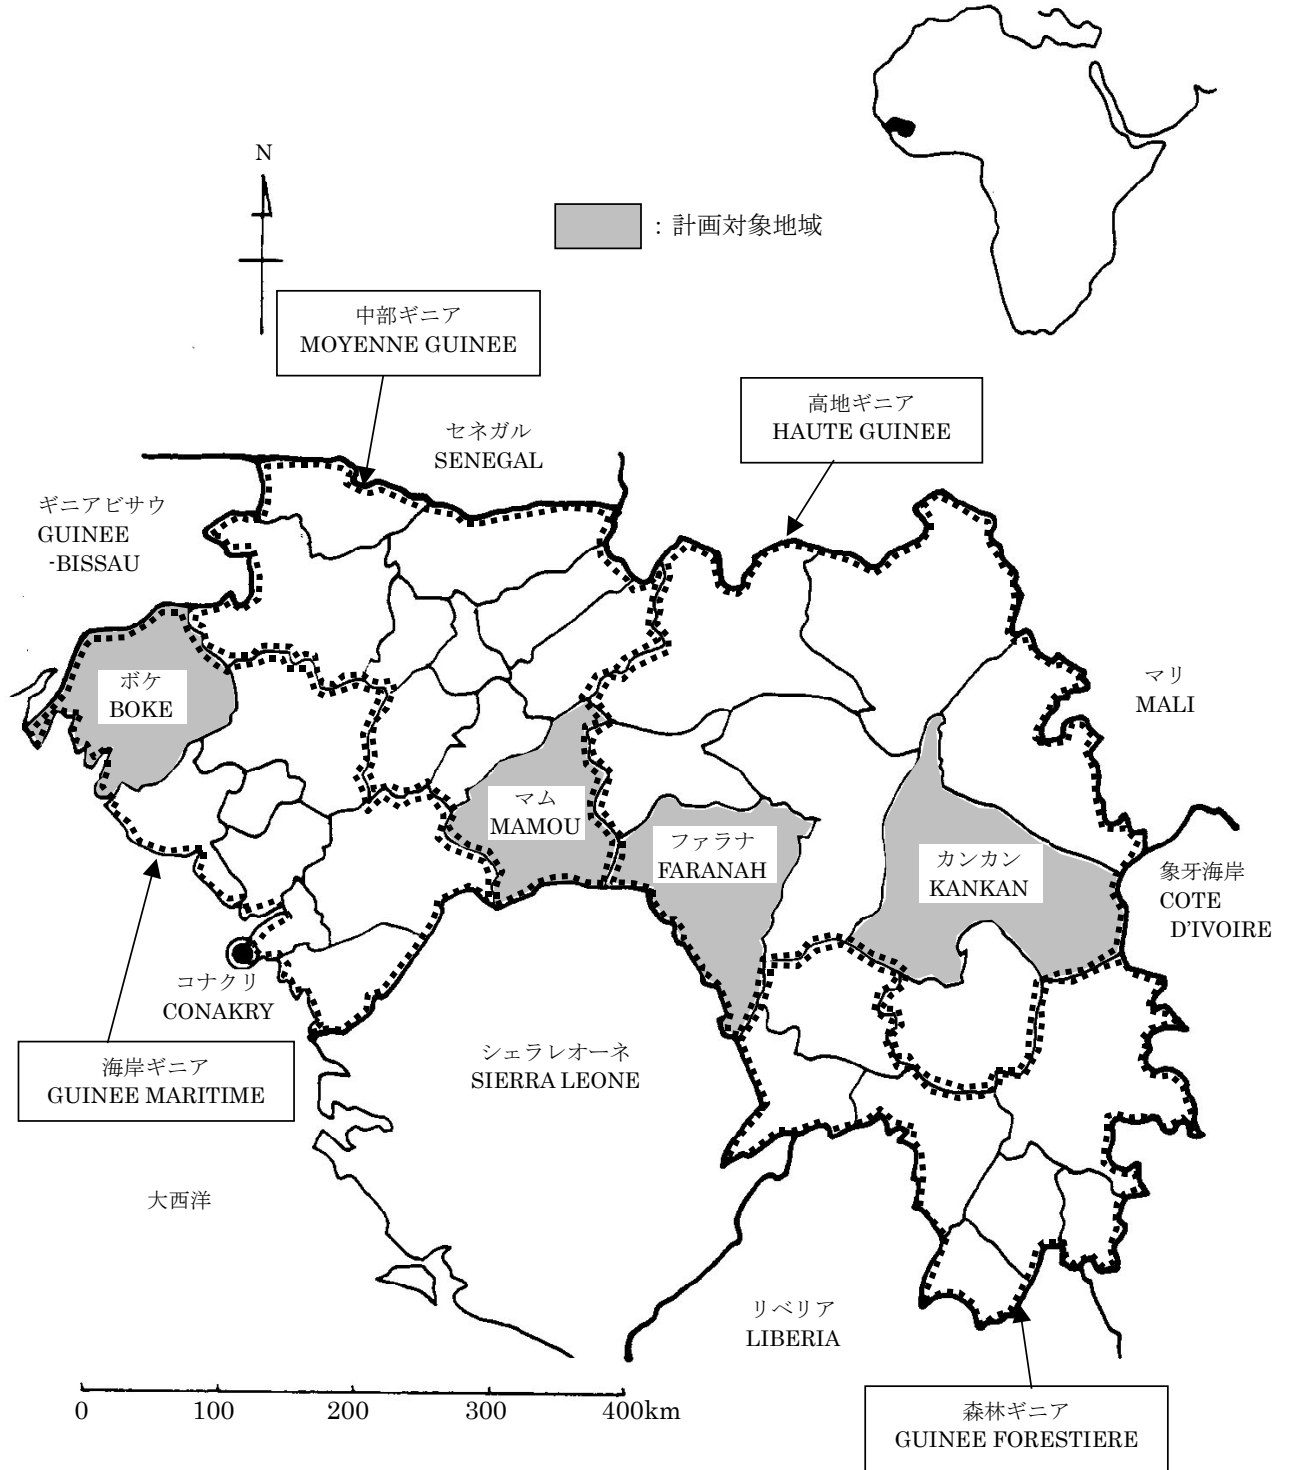 N
：計画対象地域
中部ギニア
MOYENNE GUINEE
高地ギニア
HAUTE GUINEE
セネガル
SENEGAL
ギニアビサウ
GUINEE
-BISSAU
マリ
MALI
ボケ
BOKE
マム
MAMOU
ファラナ
FARANAH
カンカン
KANKAN
象牙海岸
COTE
D'IVOIRE
コナクリ
CONAKRY
海岸ギニア
GUINEE MARITIME
シェラレオーネ
SIERRA LEONE
大西洋
リベリア
LIBERIA
0 100 200 300 400km
森林ギニア
GUINEE FORESTIERE